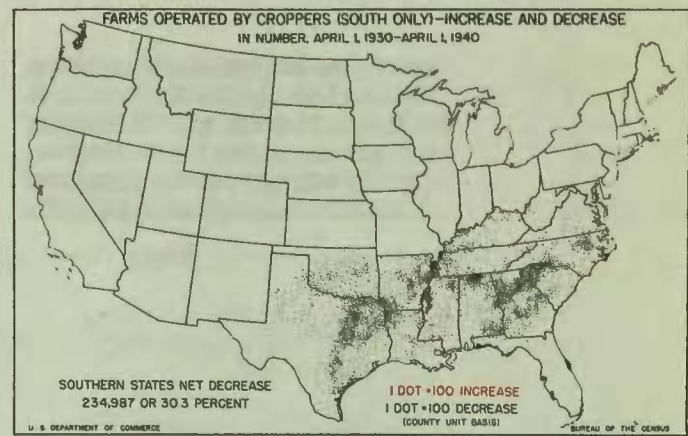 FARMS OPERATED BY CROPPERS (SOUTH ONLY)-INCREASE AND DECREASE
IN NUMBER, APRIL 1, 1930-APRIL 1, 1940
SOUTHERN STATES NET DECREASE
234,987 OR 30.3 PERCENT
1 DOT = 100 INCREASE
1 DOT = 100 DECREASE
(COUNTY UNIT BASIS)
U. S. DEPARTMENT OF COMMERCE
BUREAU OF THE CENSUS